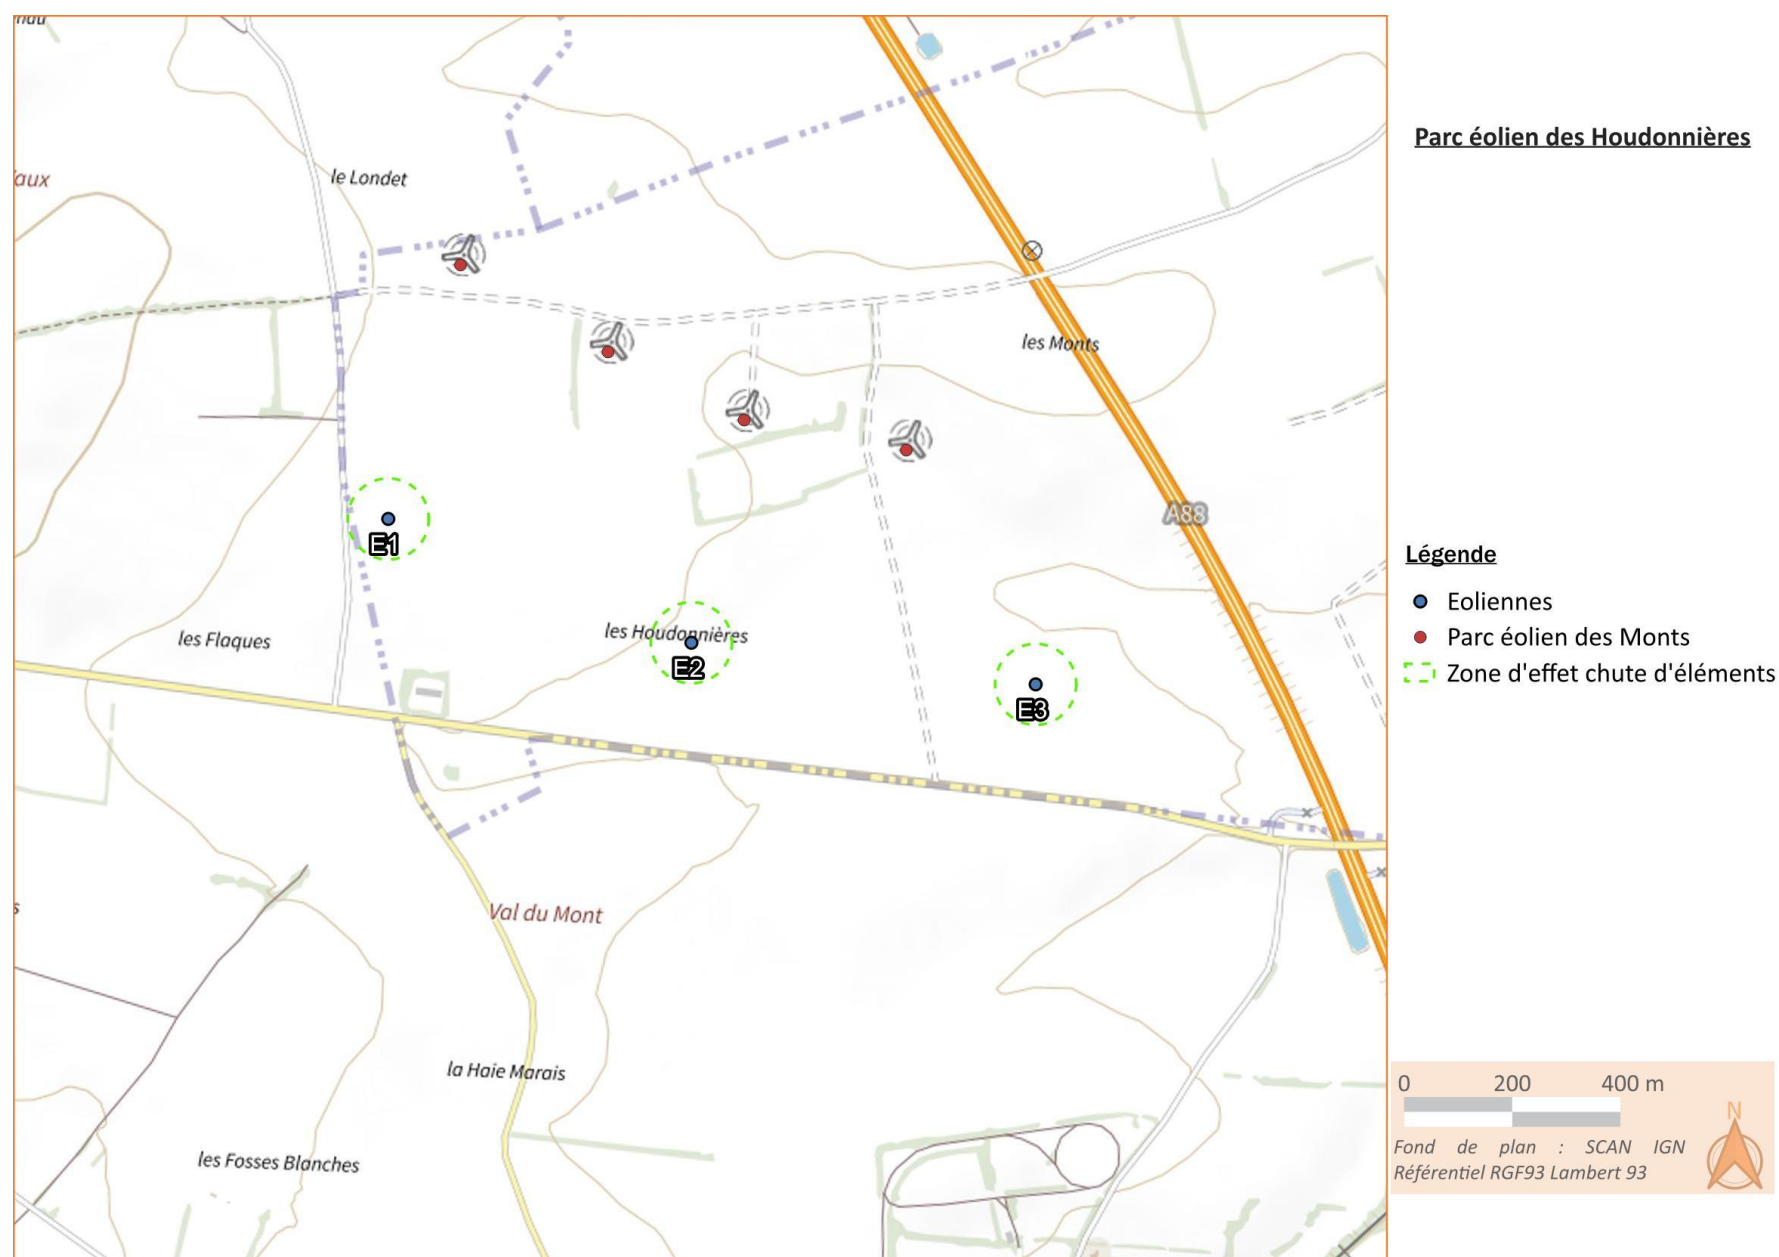 le Londet
Parc éolien des Houdonnières
les Monts
A88
E1
Légende
Eoliennes
Parc éolien des Monts
Zone d'effet chute d'éléments
les Flaques
les Houdonnières
E2
E3
Val du Mont
la Haie Marais
les Fosses Blanches
0 200 400 m
N
Fond de plan : SCAN IGN
Référentiel RGF93 Lambert 93